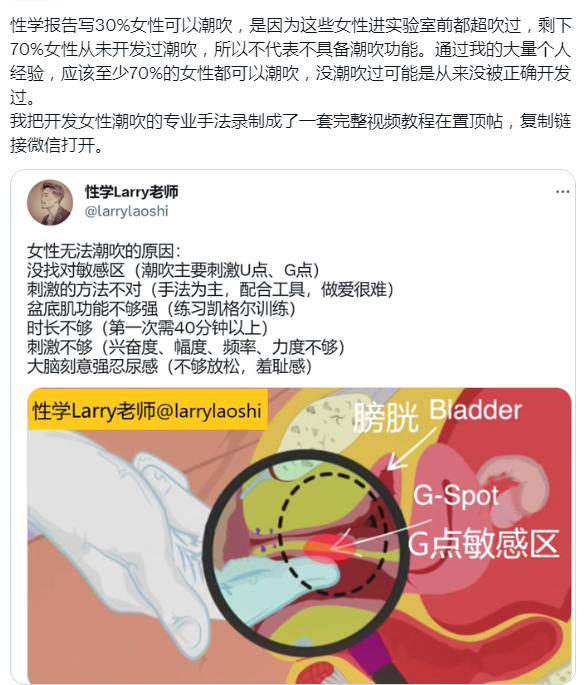 性学报告写30%女性可以潮吹，是因为这些女性进实验室前都超吹过，剩下
70%女性从未开发过潮吹，所以不代表不具备潮吹功能。通过我的大量个人
经验，应该至少70%的女性都可以潮吹，没潮吹过可能是从来没被正确开发
过。
我把开发女性潮吹的专业手法录制成了一套完整视频教程在置顶帖，复制链
接微信打开。
性学Larry老师
@larrylaoshi
女性无法潮吹的原因：
没找对敏感区（潮吹主要刺激U点、G点）
刺激的方法不对（手法为主，配合工具，做爱很难）
盆底肌功能不够强（练习凯格尔训练）
时长不够（第一次需40分钟以上）
刺激不够（兴奋度、幅度、频率、力度不够）
大脑刻意强忍尿感（不够放松，羞耻感）
性学Larry老师@larrylaoshi
膀胱 Bladder
G-Spot
G点敏感区